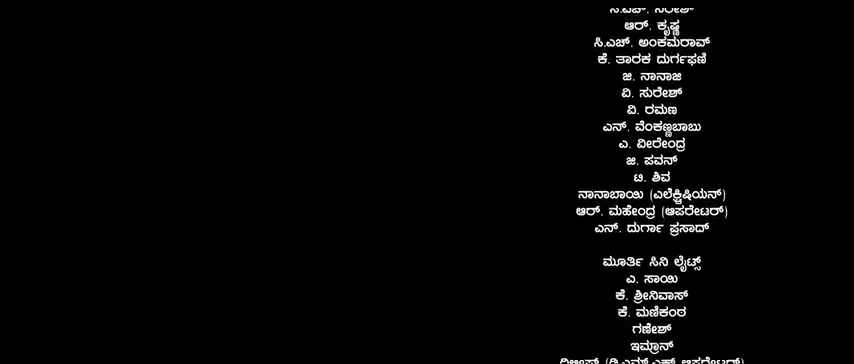 ಸಿ.ಎಚ್. ಸುರೇಶ್
ಆರ್. ಕೃಷ್ಣ
ಸಿ.ಎಚ್. ಅಂಕಮರಾವ್
ಕೆ. ತಾರಕ ದುರ್ಗಫಣಿ
ಜಿ. ನಾನಾಜಿ
ವಿ. ಸುರೇಶ್
ವಿ. ರಮಣ
ಎನ್. ವೆಂಕಣ್ಣಬಾಬು
ಎ. ವೀರೇಂದ್ರ
ಜಿ. ಪವನ್
ಟಿ. ಶಿವ
ನಾನಾಬಾಯಿ (ಎಲೆಕ್ಟ್ರಿಷಿಯನ್)
ಆರ್. ಮಹೇಂದ್ರ (ಆಪರೇಟರ್)
ಎನ್. ದುರ್ಗಾ ಪ್ರಸಾದ್
ಮೂರ್ತಿ ಸಿನಿ ಲೈಟ್ಸ್
ಎ. ಸಾಯಿ
ಕೆ. ಶ್ರೀನಿವಾಸ್
ಕೆ. ಮಣಿಕಂಠ
ಗಣೇಶ್
ಇಮ್ರಾನ್